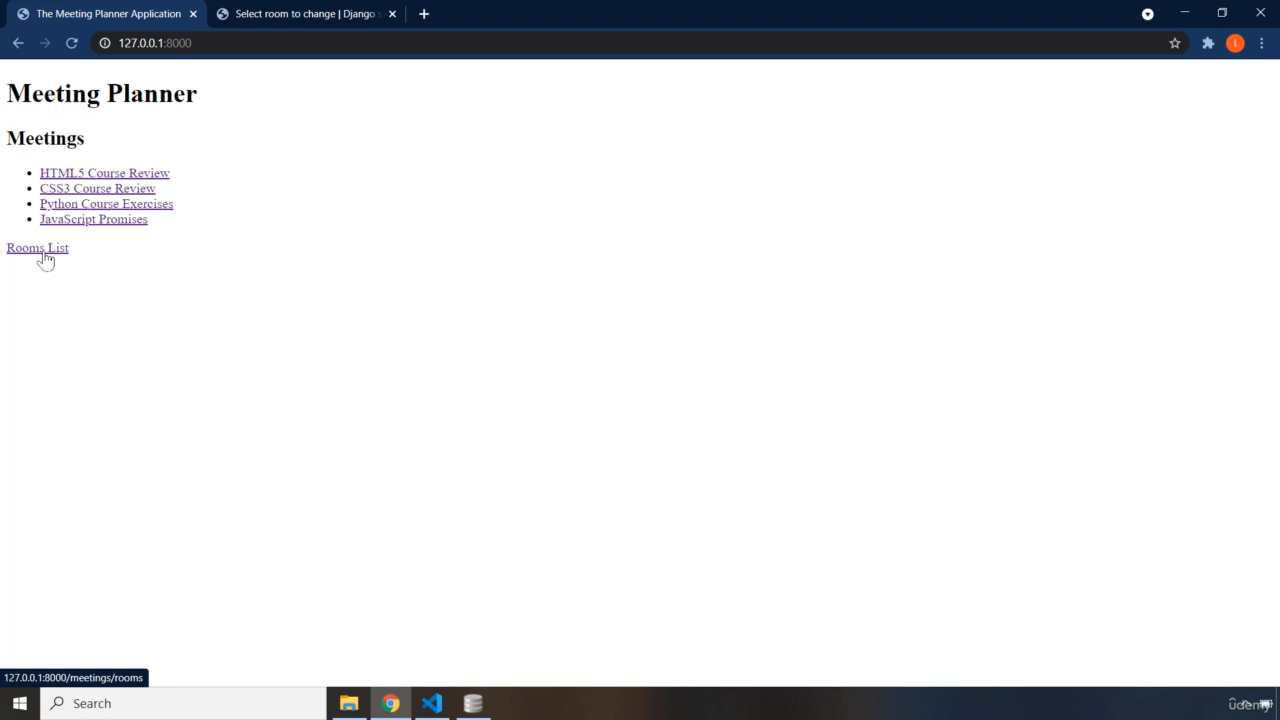 The Meeting Planner Application
Select room to change | Django
127.0.0.1:8000
I
Meeting Planner
Meetings
HTML5 Course Review
CSS3 Course Review
Python Course Exercises
JavaScript Promises
Rooms List
127.0.0.1:8000/meetings/rooms
Search
udemy